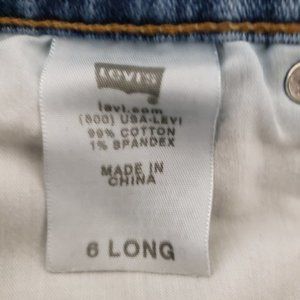 LEVI'S
levi.com
(800) USA-LEVI
99% COTTON
1% SPANDEX
MADE IN
CHINA
6 LONG